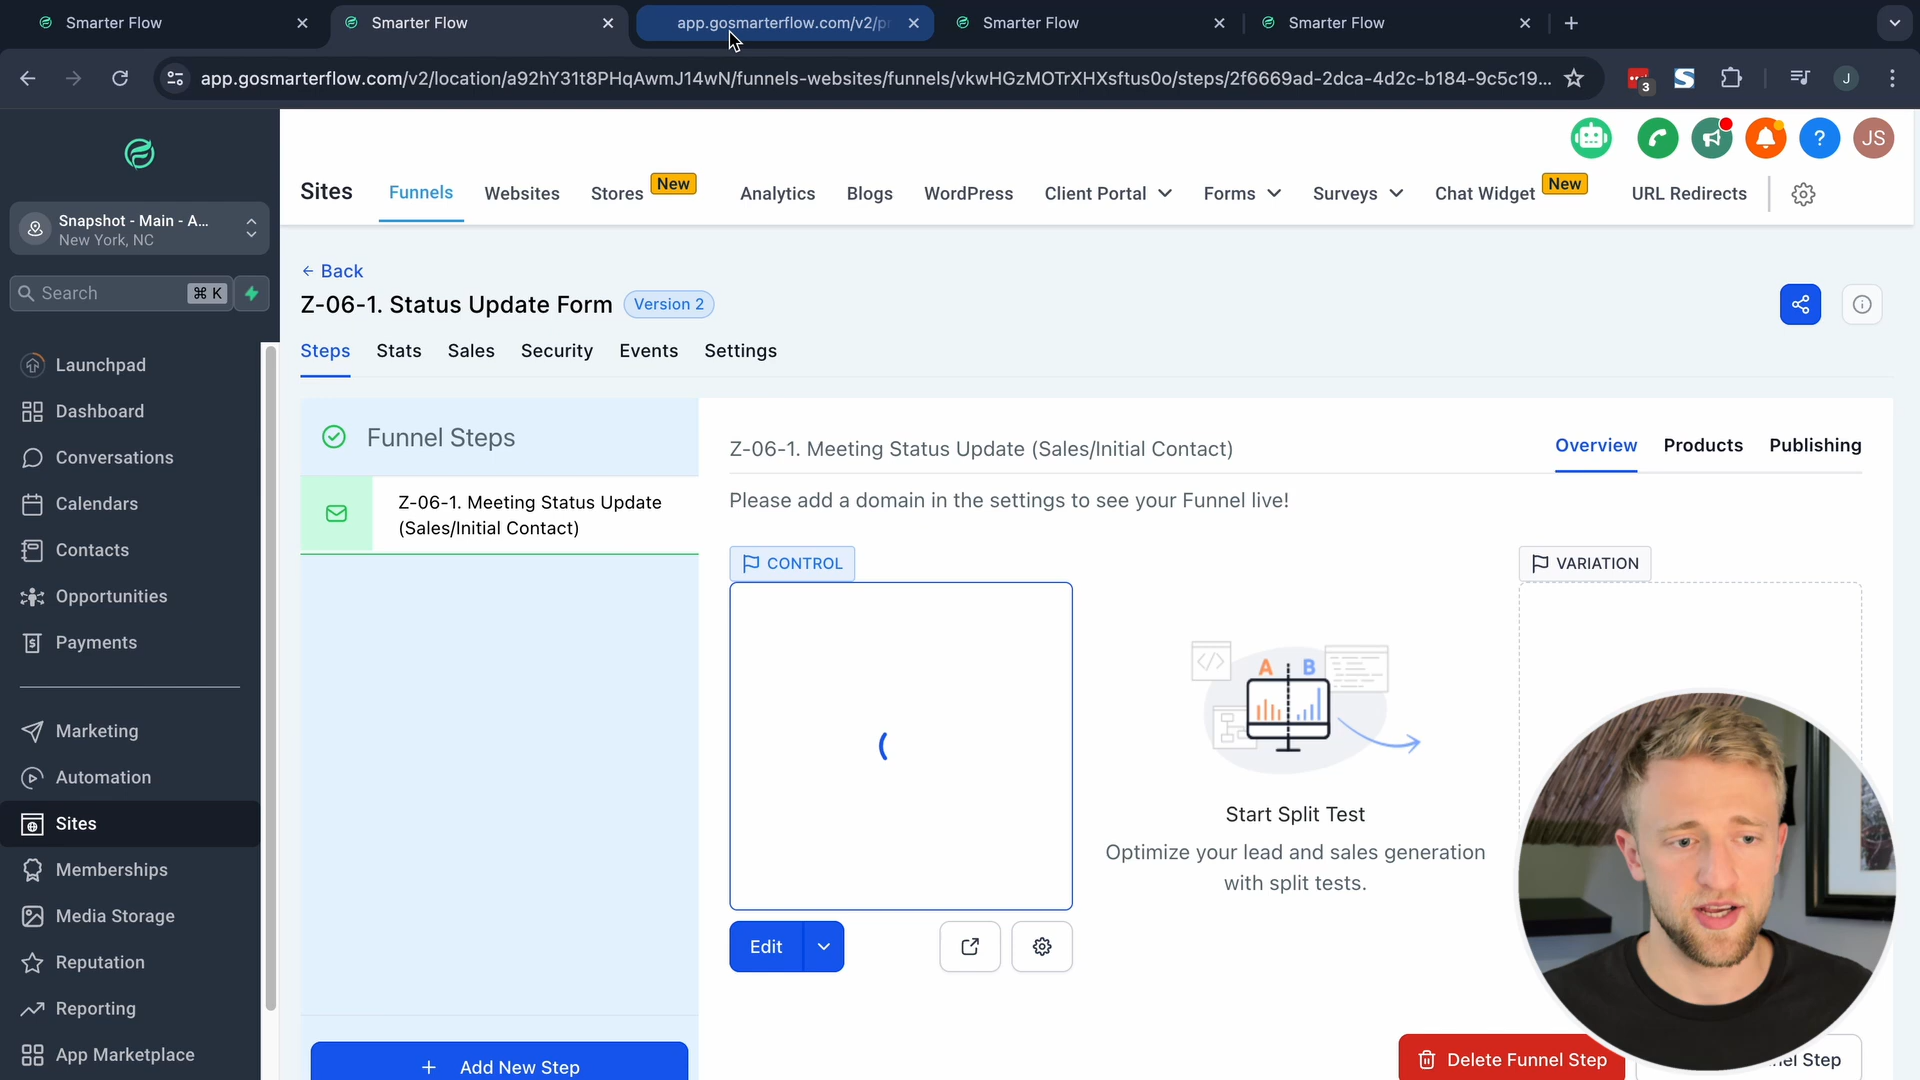 Smarter Flow
Smarter Flow
app.gosmarterflow.com/v2/p
Smarter Flow
Smarter Flow
app.gosmarterflow.com/v2/location/a92hY31t8PHqAwmJ14wN/funnels-websites/funnels/vkwHGzMOTrXHXsftus0o/steps/2f6669ad-2dca-4d2c-b184-9c5c19...
3
J
Snapshot - Main - A...
New York, NC
Search
⌘ K
Launchpad
Dashboard
Conversations
Calendars
Contacts
Opportunities
Payments
Marketing
Automation
Sites
Memberships
Media Storage
Reputation
Reporting
App Marketplace
?
JS
Sites
Funnels
Websites
Stores New
Analytics
Blogs
WordPress
Client Portal
Forms
Surveys
Chat Widget New
URL Redirects
← Back
Z-06-1. Status Update Form Version 2
Steps
Stats
Sales
Security
Events
Settings
Funnel Steps
Z-06-1. Meeting Status Update
(Sales/Initial Contact)
+ Add New Step
Z-06-1. Meeting Status Update (Sales/Initial Contact)
Overview
Products
Publishing
Please add a domain in the settings to see your Funnel live!
CONTROL
Edit
A B
Start Split Test
Optimize your lead and sales generation
with split tests.
VARIATION
Delete Funnel Step
Step